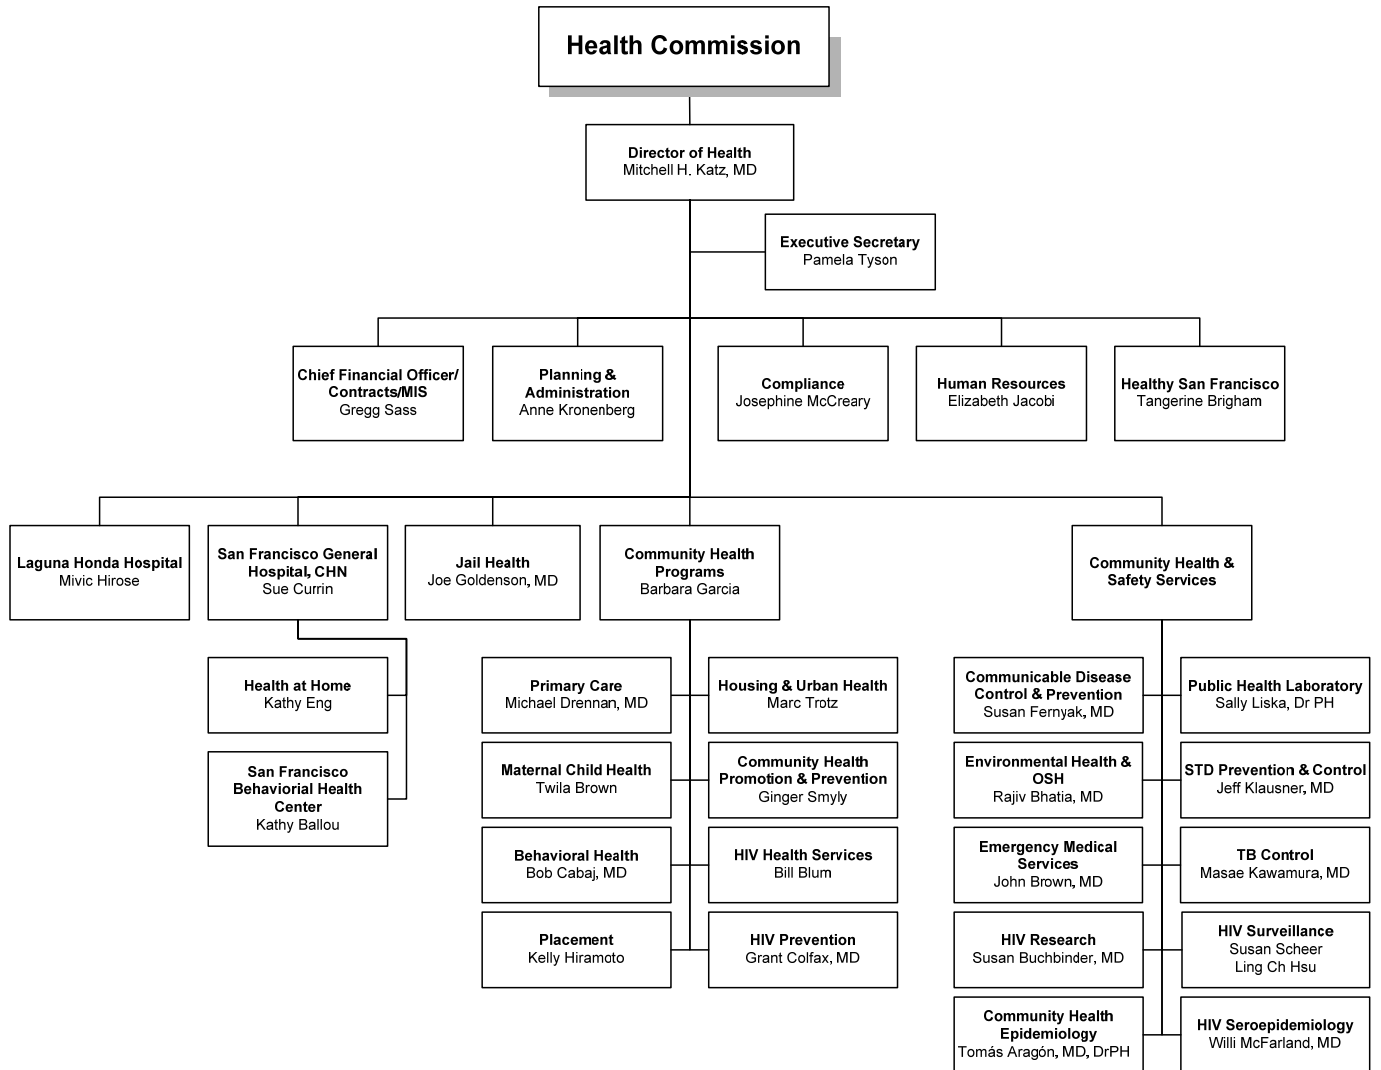 Health Commission
Director of Health
Mitchell H. Katz, MD
Executive Secretary
Pamela Tyson
Chief Financial Officer/
Contracts/MIS
Gregg Sass
Planning &
Administration
Anne Kronenberg
Compliance
Josephine McCreary
Human Resources
Elizabeth Jacobi
Healthy San Francisco
Tangerine Brigham
Laguna Honda Hospital
Mivic Hirose
San Francisco General
Hospital, CHN
Sue Currin
Jail Health
Joe Goldenson, MD
Community Health
Programs
Barbara Garcia
Community Health &
Safety Services
Health at Home
Kathy Eng
San Francisco
Behaviorial Health
Center
Kathy Ballou
Primary Care
Michael Drennan, MD
Housing & Urban Health
Marc Trotz
Maternal Child Health
Twila Brown
Community Health
Promotion & Prevention
Ginger Smyly
Behavioral Health
Bob Cabaj, MD
HIV Health Services
Bill Blum
Placement
Kelly Hiramoto
HIV Prevention
Grant Colfax, MD
Communicable Disease
Control & Prevention
Susan Fernyak, MD
Public Health Laboratory
Sally Liska, Dr PH
Environmental Health &
OSH
Rajiv Bhatia, MD
STD Prevention & Control
Jeff Klausner, MD
Emergency Medical
Services
John Brown, MD
TB Control
Masae Kawamura, MD
HIV Research
Susan Buchbinder, MD
HIV Surveillance
Susan Scheer
Ling Ch Hsu
Community Health
Epidemiology
Tomás Aragón, MD, DrPH
HIV Seroepidemiology
Willi McFarland, MD